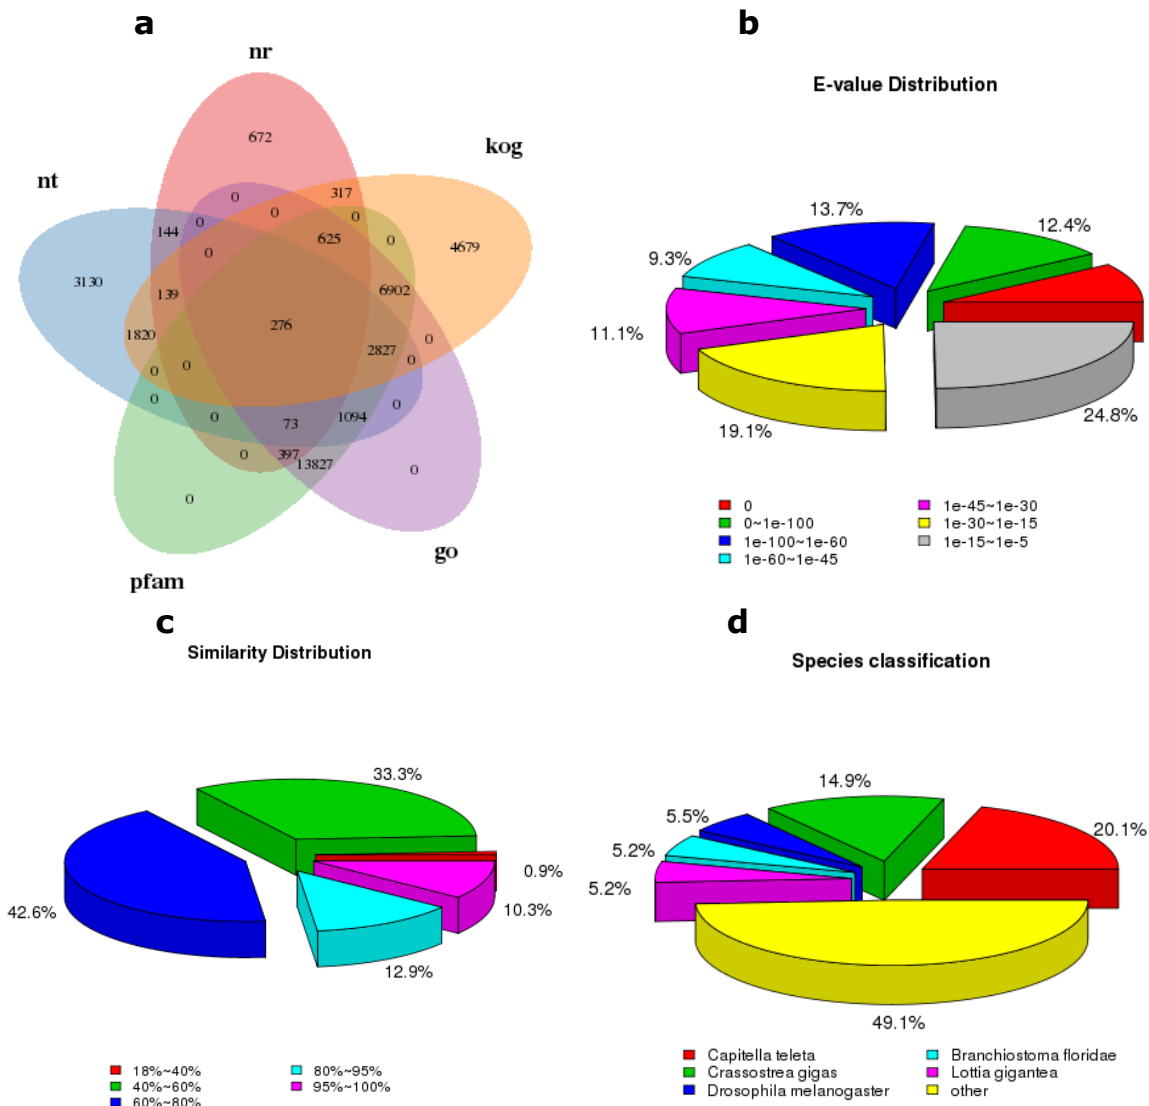 a
nr
kog
nt
672
317
0
0
0
0
144
625
0
4679
0
3130
139
6902
276
1820
0
2827
0
0
0
0
0
0
1094
73
0
0
397
13827
0
0
go
pfam
b
E-value Distribution
13.7%
12.4%
9.3%
11.1%
19.1%
24.8%
0
0~1e-100
1e-100~1e-60
1e-60~1e-45
1e-45~1e-30
1e-30~1e-15
1e-15~1e-5
c
Similarity Distribution
33.3%
0.9%
10.3%
42.6%
12.9%
18%~40%
40%~60%
60%~80%
80%~95%
95%~100%
d
Species classification
14.9%
20.1%
5.5%
5.2%
5.2%
49.1%
Capitella teleta
Crassostrea gigas
Drosophila melanogaster
Branchiostoma floridae
Lottia gigantea
other